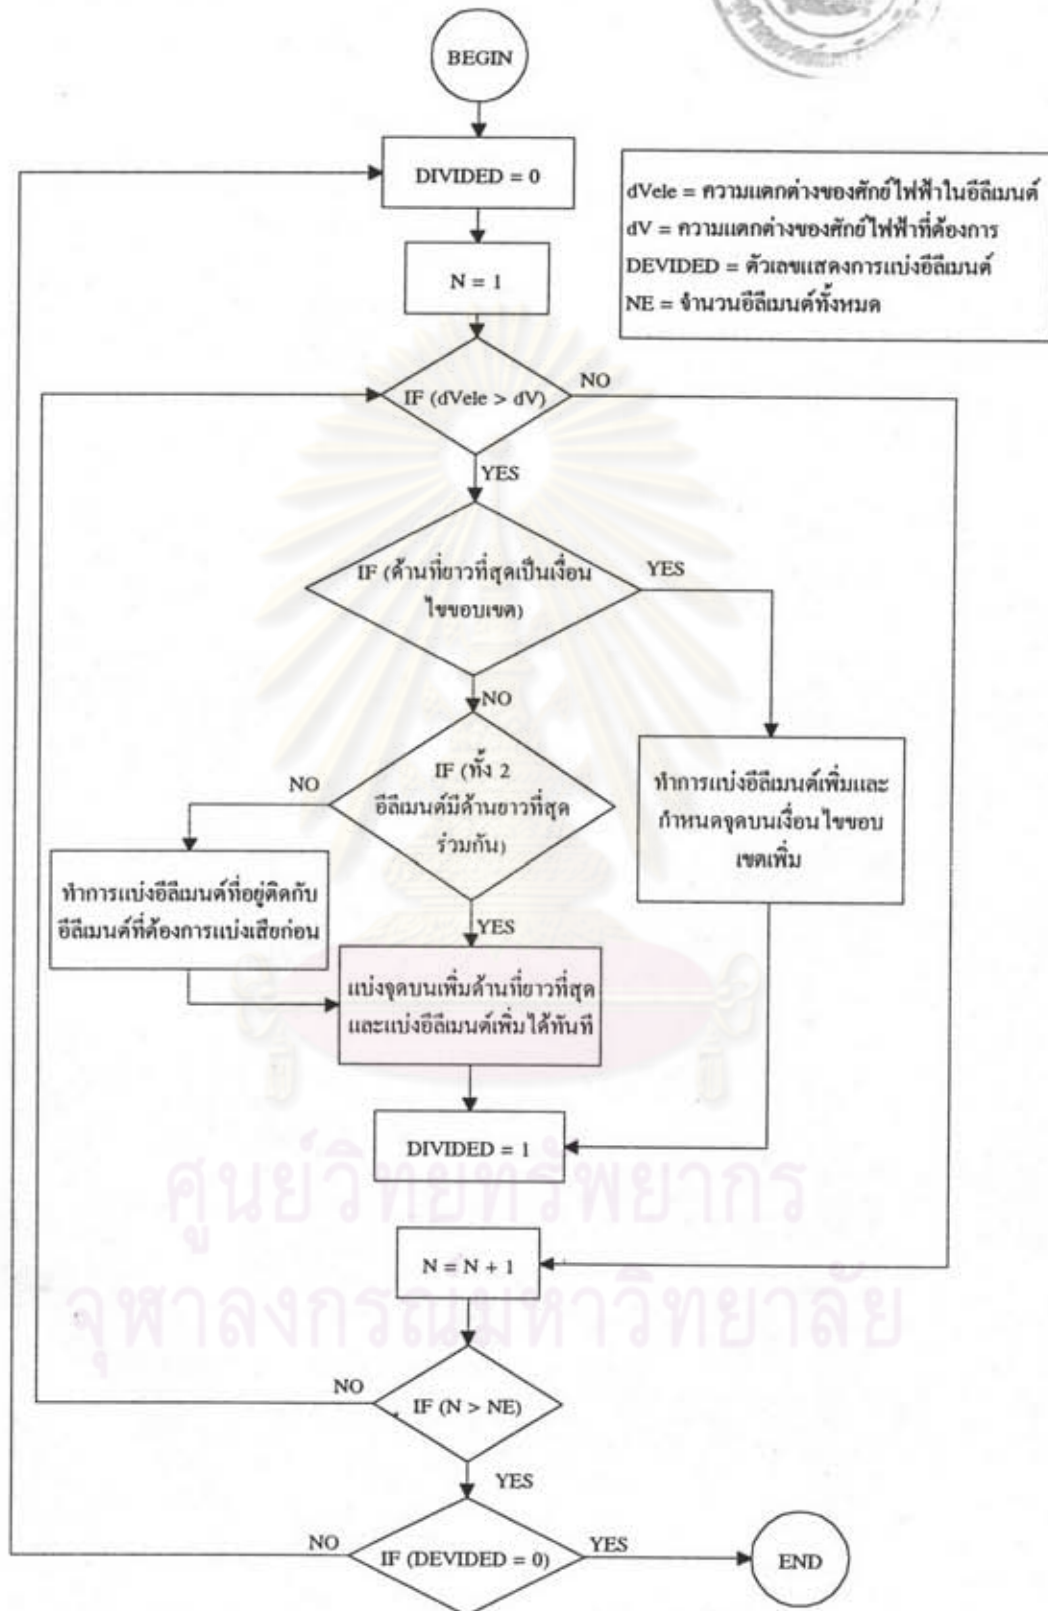 BEGIN
DIVIDED = 0
dVele = ความแตกต่างของศักย์ไฟฟ้าในอีลีเมนต์
dV = ความแตกต่างของศักย์ไฟฟ้าที่ต้องการ
DEVIDED = ตัวเลขแสดงการแบ่งอีลีเมนต์
NE = จำนวนอีลีเมนต์ทั้งหมด
N = 1
IF (dVele > dV)
NO
YES
IF (ด้านที่ยาวที่สุดเป็นเงื่อน
ไขขอบเขต)
YES
NO
IF (ทั้ง 2
อีลีเมนต์มีด้านยาวที่สุด
ร่วมกัน)
NO
ทำการแบ่งอีลีเมนต์เพิ่มและ
กำหนดจุดบนเงื่อนไขขอบ
เขตเพิ่ม
ทำการแบ่งอีลีเมนต์ที่อยู่ติดกับ
อีลีเมนต์ที่ต้องการแบ่งเสียก่อน
YES
แบ่งจุดบนเพิ่มด้านที่ยาวที่สุด
และแบ่งอีลีเมนต์เพิ่มได้ทันที
DIVIDED = 1
ศูนย์วิทยทรัพยากร
N = N + 1
จุฬาลงกรณ์มหาวิทยาลัย
NO
IF (N > NE)
YES
NO
IF (DEVIDED = 0)
YES
END